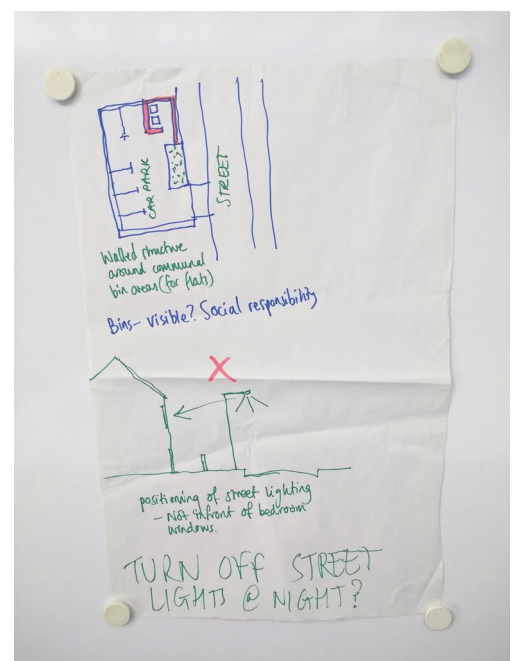 CAR PARK
STREET
Walled structure
around communal
bin areas (for flats)
Bins - visible? Social responsibility
positioning of street lighting
- Not infront of bedroom
windows.
TURN OFF STREET
LIGHTS @ NIGHT?